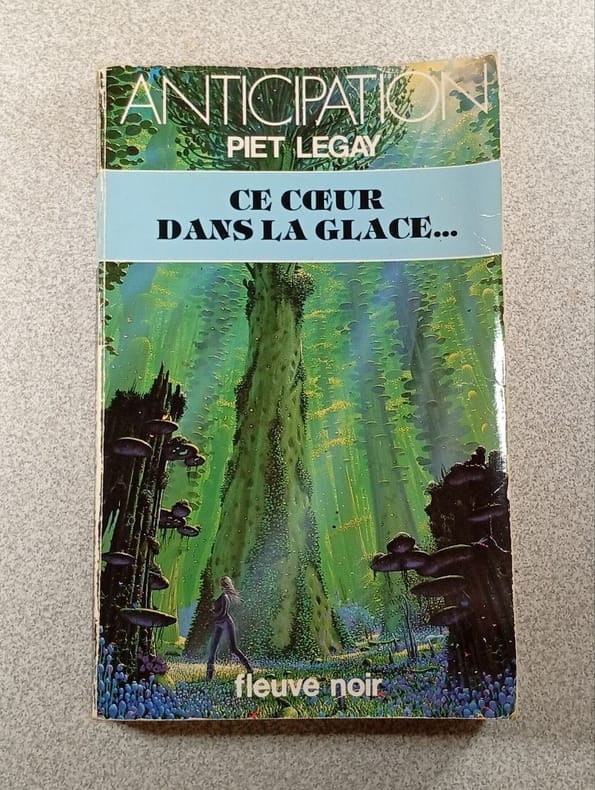 ANTICIPATION
PIET LEGAY
CE CŒUR
DANS LA GLACE...
fleuve noir